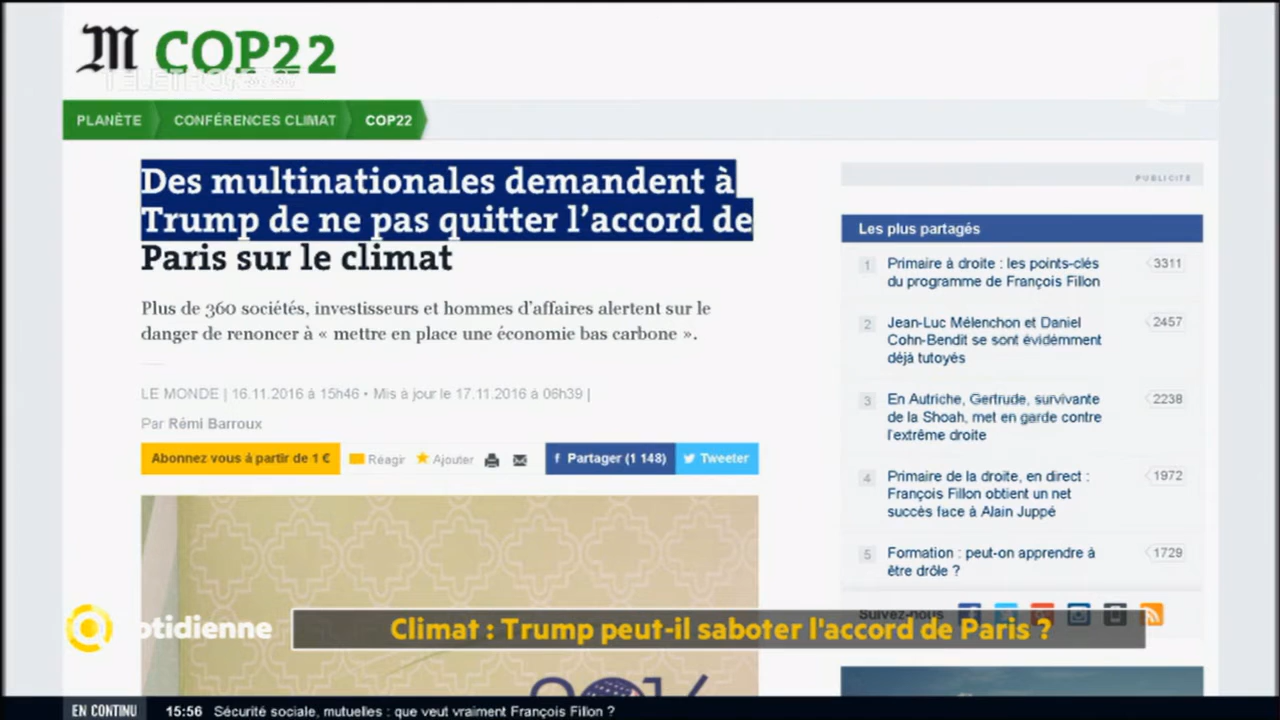 M COP22
PLANÈTE CONFÉRENCES CLIMAT COP22
Des multinationales demandent à
Trump de ne pas quitter l'accord de
Paris sur le climat
Plus de 360 sociétés, investisseurs et hommes d'affaires alertent sur le
danger de renoncer à « mettre en place une économie bas carbone ».
LE MONDE | 16.11.2016 à 15h46 • Mis à jour le 17.11.2016 à 06h39 |
Par Rémi Barroux
Abonnez vous à partir de 1 € Réagir Ajouter Partager (1 148) Tweeter
PUBLICITÉ
Les plus partagés
1 Primaire à droite : les points-clés 3311
du programme de François Fillon
2 Jean-Luc Mélenchon et Daniel 2457
Cohn-Bendit se sont évidemment
déjà tutoyés
3 En Autriche, Gertrude, survivante 2238
de la Shoah, met en garde contre
l'extrême droite
4 Primaire de la droite, en direct : 1972
François Fillon obtient un net
succès face à Alain Juppé
5 Formation : peut-on apprendre à 1729
être drôle ?
Suivez-nous
2016
otidienne
Climat : Trump peut-il saboter l'accord de Paris ?
EN CONTINU 15:56 Sécurité sociale, mutuelles : que veut vraiment François Fillon ?